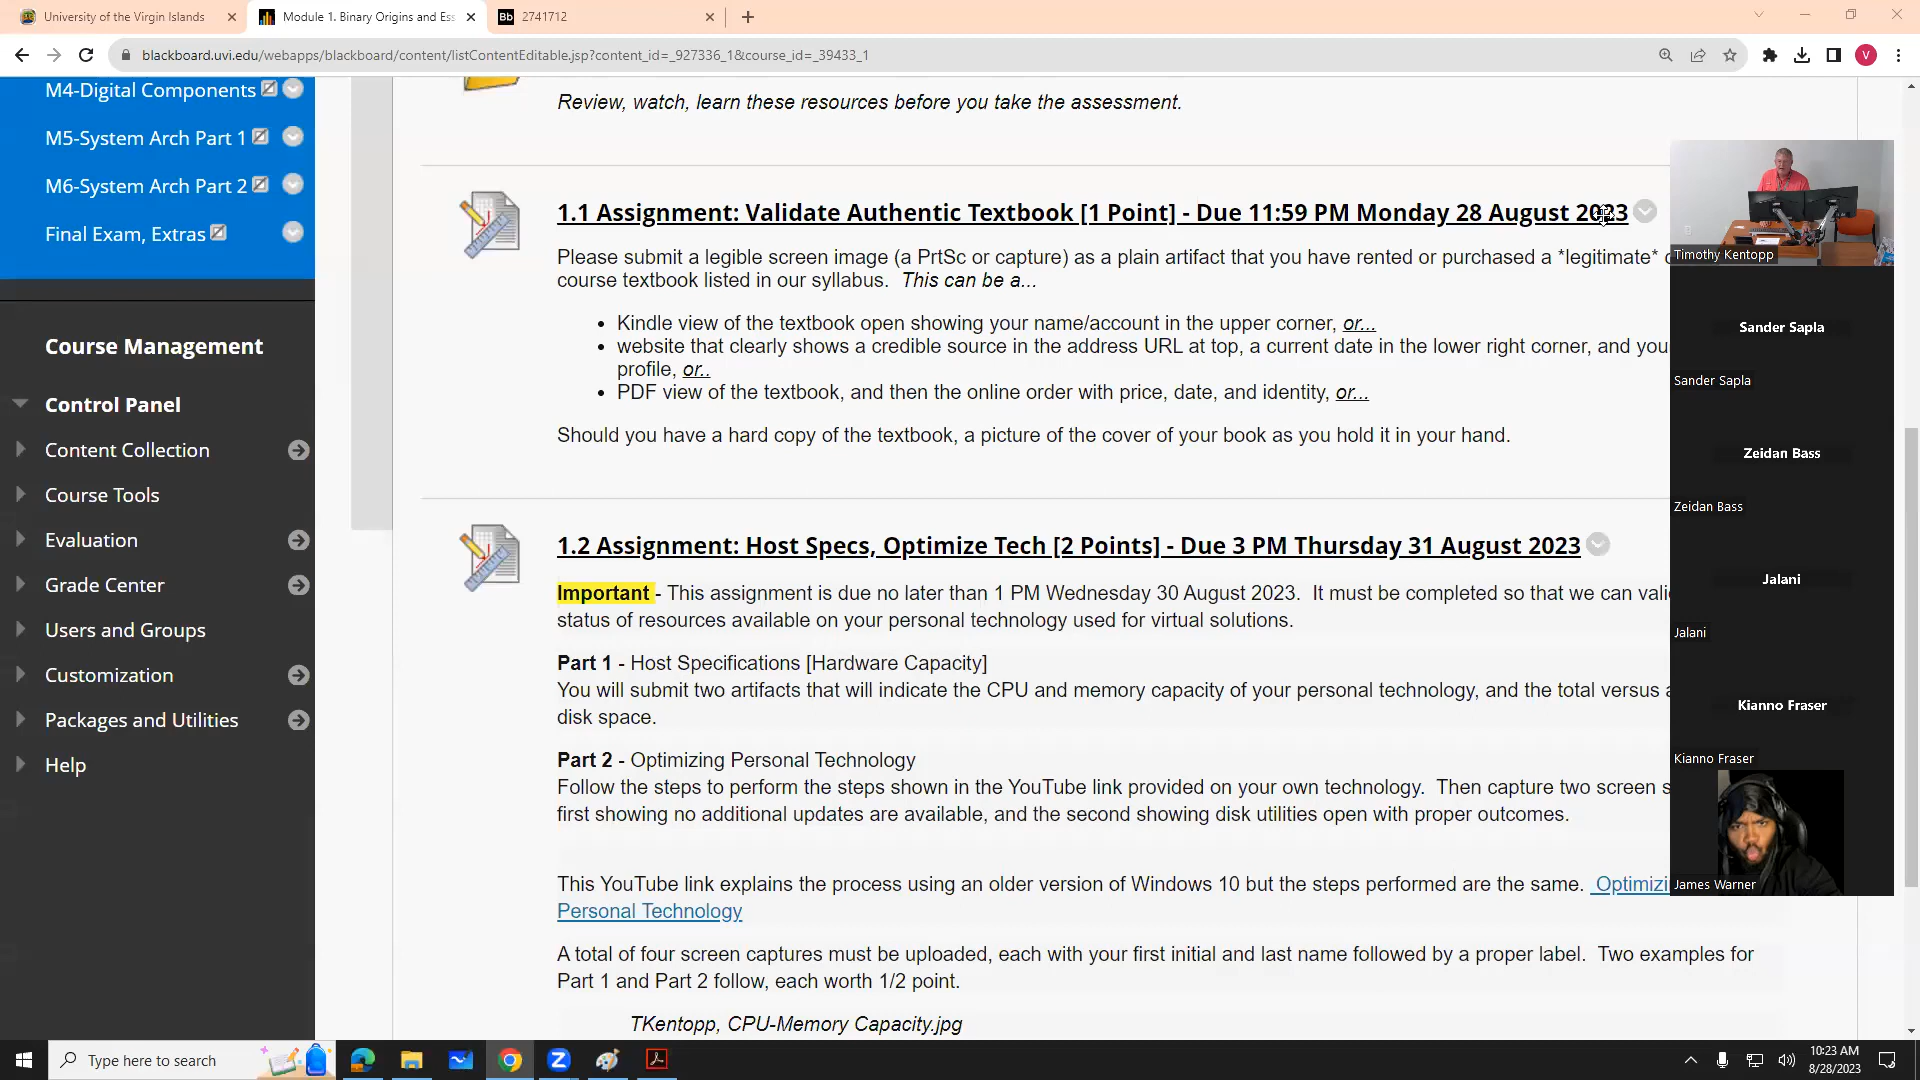 University of the Virgin Islands
Module 1. Binary Origins and Ess
Bb 2741712
blackboard.uvi.edu/webapps/blackboard/content/listContentEditable.jsp?content_id=_927336_1&course_id=_39433_1
V
M4-Digital Components
M5-System Arch Part 1
M6-System Arch Part 2
Final Exam, Extras
Course Management
Control Panel
Content Collection
Course Tools
Evaluation
Grade Center
Users and Groups
Customization
Packages and Utilities
Help
Review, watch, learn these resources before you take the assessment.
1.1 Assignment: Validate Authentic Textbook [1 Point] - Due 11:59 PM Monday 28 August 2023
Please submit a legible screen image (a PrtSc or capture) as a plain artifact that you have rented or purchased a *legitimate*
course textbook listed in our syllabus. This can be a...
• Kindle view of the textbook open showing your name/account in the upper corner, or...
• website that clearly shows a credible source in the address URL at top, a current date in the lower right corner, and you
profile, or..
• PDF view of the textbook, and then the online order with price, date, and identity, or...
Should you have a hard copy of the textbook, a picture of the cover of your book as you hold it in your hand.
1.2 Assignment: Host Specs, Optimize Tech [2 Points] - Due 3 PM Thursday 31 August 2023
Important - This assignment is due no later than 1 PM Wednesday 30 August 2023. It must be completed so that we can vali
status of resources available on your personal technology used for virtual solutions.
Part 1 - Host Specifications [Hardware Capacity]
You will submit two artifacts that will indicate the CPU and memory capacity of your personal technology, and the total versus a
disk space.
Part 2 - Optimizing Personal Technology
Follow the steps to perform the steps shown in the YouTube link provided on your own technology. Then capture two screen s
first showing no additional updates are available, and the second showing disk utilities open with proper outcomes.
This YouTube link explains the process using an older version of Windows 10 but the steps performed are the same. Optimizi
Personal Technology
A total of four screen captures must be uploaded, each with your first initial and last name followed by a proper label. Two examples for
Part 1 and Part 2 follow, each worth 1/2 point.
TKentopp, CPU-Memory Capacity.jpg
Timothy Kentopp
Sander Sapla
Sander Sapla
Zeidan Bass
Zeidan Bass
Jalani
Jalani
Kianno Fraser
Kianno Fraser
James Warner
Type here to search
10:23 AM
8/28/2023